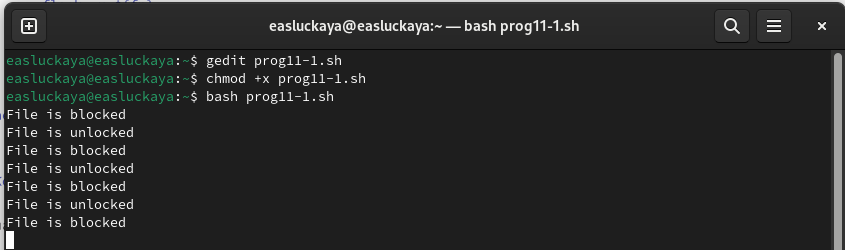 easluckaya@easluckaya:~ — bash prog11-1.sh
easluckaya@easluckaya:~$ gedit prog11-1.sh
easluckaya@easluckaya:~$ chmod +x prog11-1.sh
easluckaya@easluckaya:~$ bash prog11-1.sh
File is blocked
File is unlocked
File is blocked
File is unlocked
File is blocked
File is unlocked
File is blocked